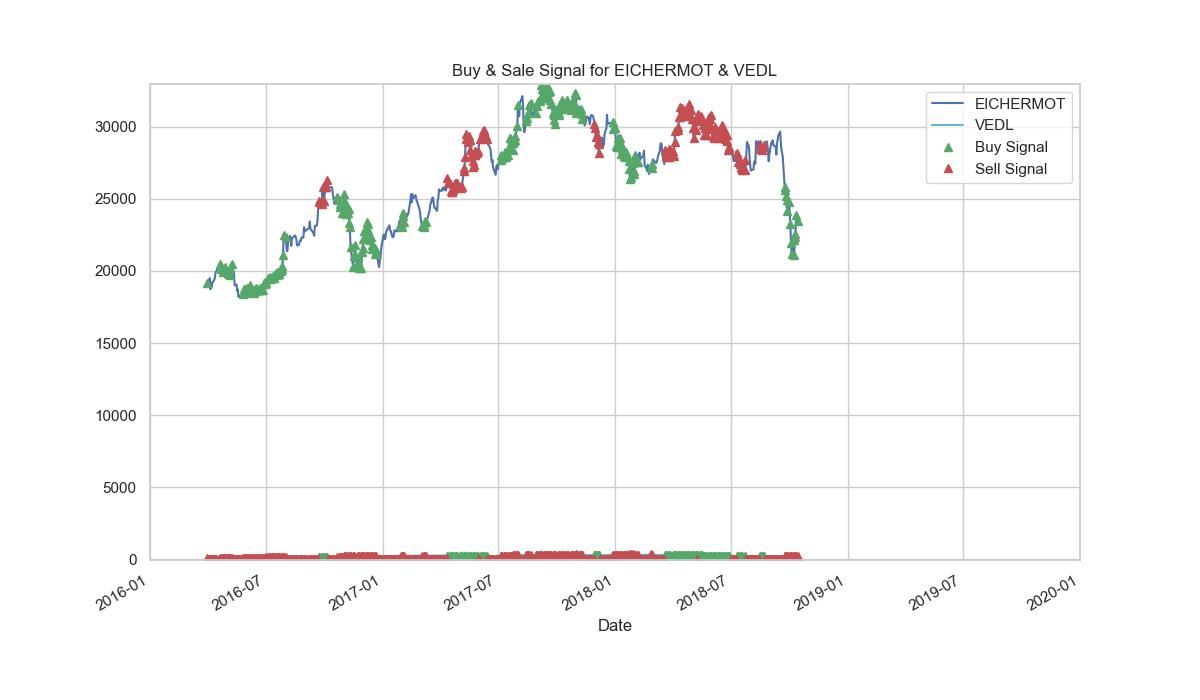 Buy & Sale Signal for EICHERMOT & VEDL
EICHERMOT
VEDL
Buy Signal
Sell Signal
30000
25000
20000
15000
10000
5000
0
2016-01
2016-07
2017-01
2017-07
2018-01
2018-07
2019-01
2019-07
2020-01
Date